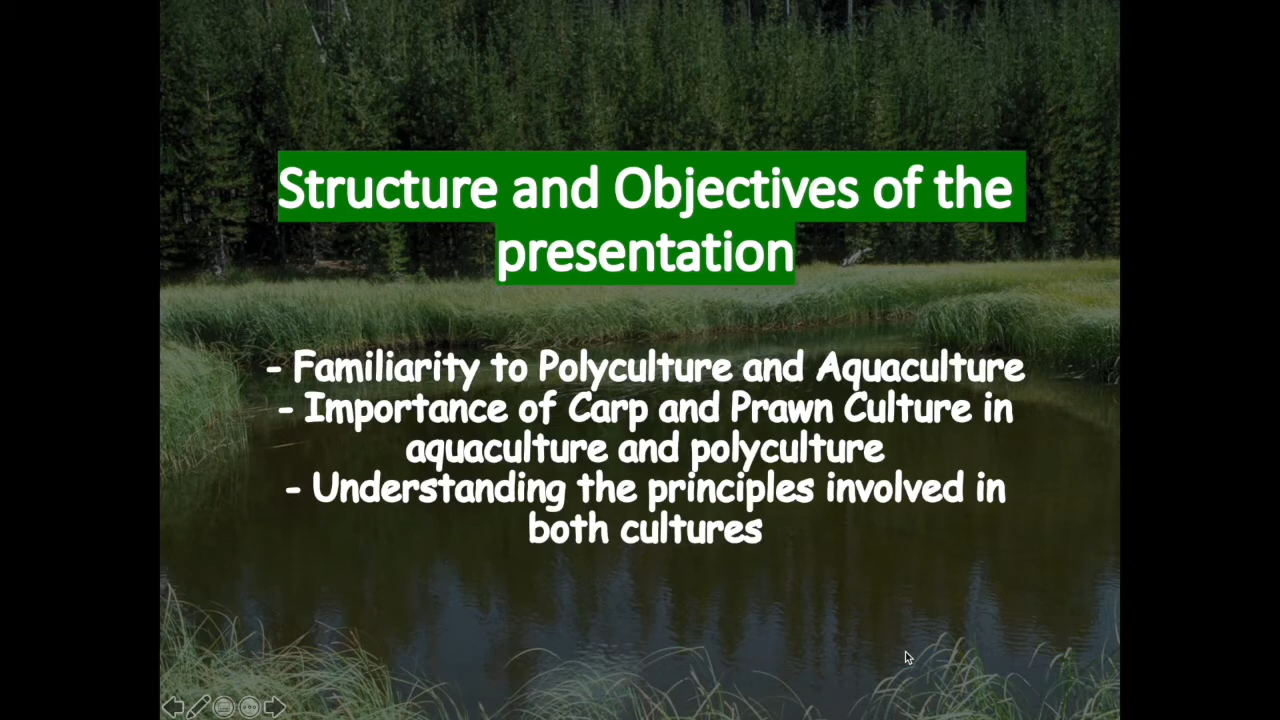 Structure and Objectives of the
presentation
- Familiarity to Polyculture and Aquaculture
- Importance of Carp and Prawn Culture in
aquaculture and polyculture
- Understanding the principles involved in
both cultures